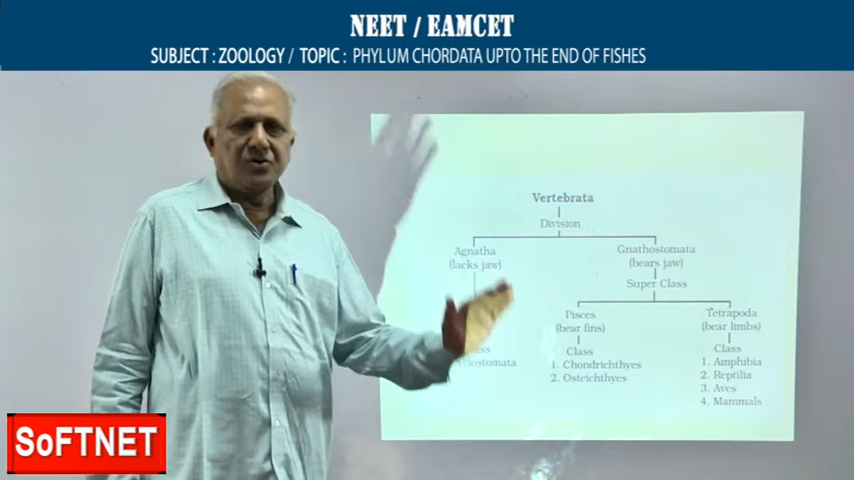 NEET / EAMCET
SUBJECT : ZOOLOGY / TOPIC : PHYLUM CHORDATA UPTO THE END OF FISHES
Vertebrata
Division
Agnatha
(lacks jaw)
Gnathostomata
(bears jaw)
Super Class
Pisces
(bear fins)
Class
1. Chondrichthyes
2. Osteichthyes
Tetrapoda
(bear limbs)
Class
1. Amphibia
2. Reptilia
3. Aves
4. Mammals
SoFTNET